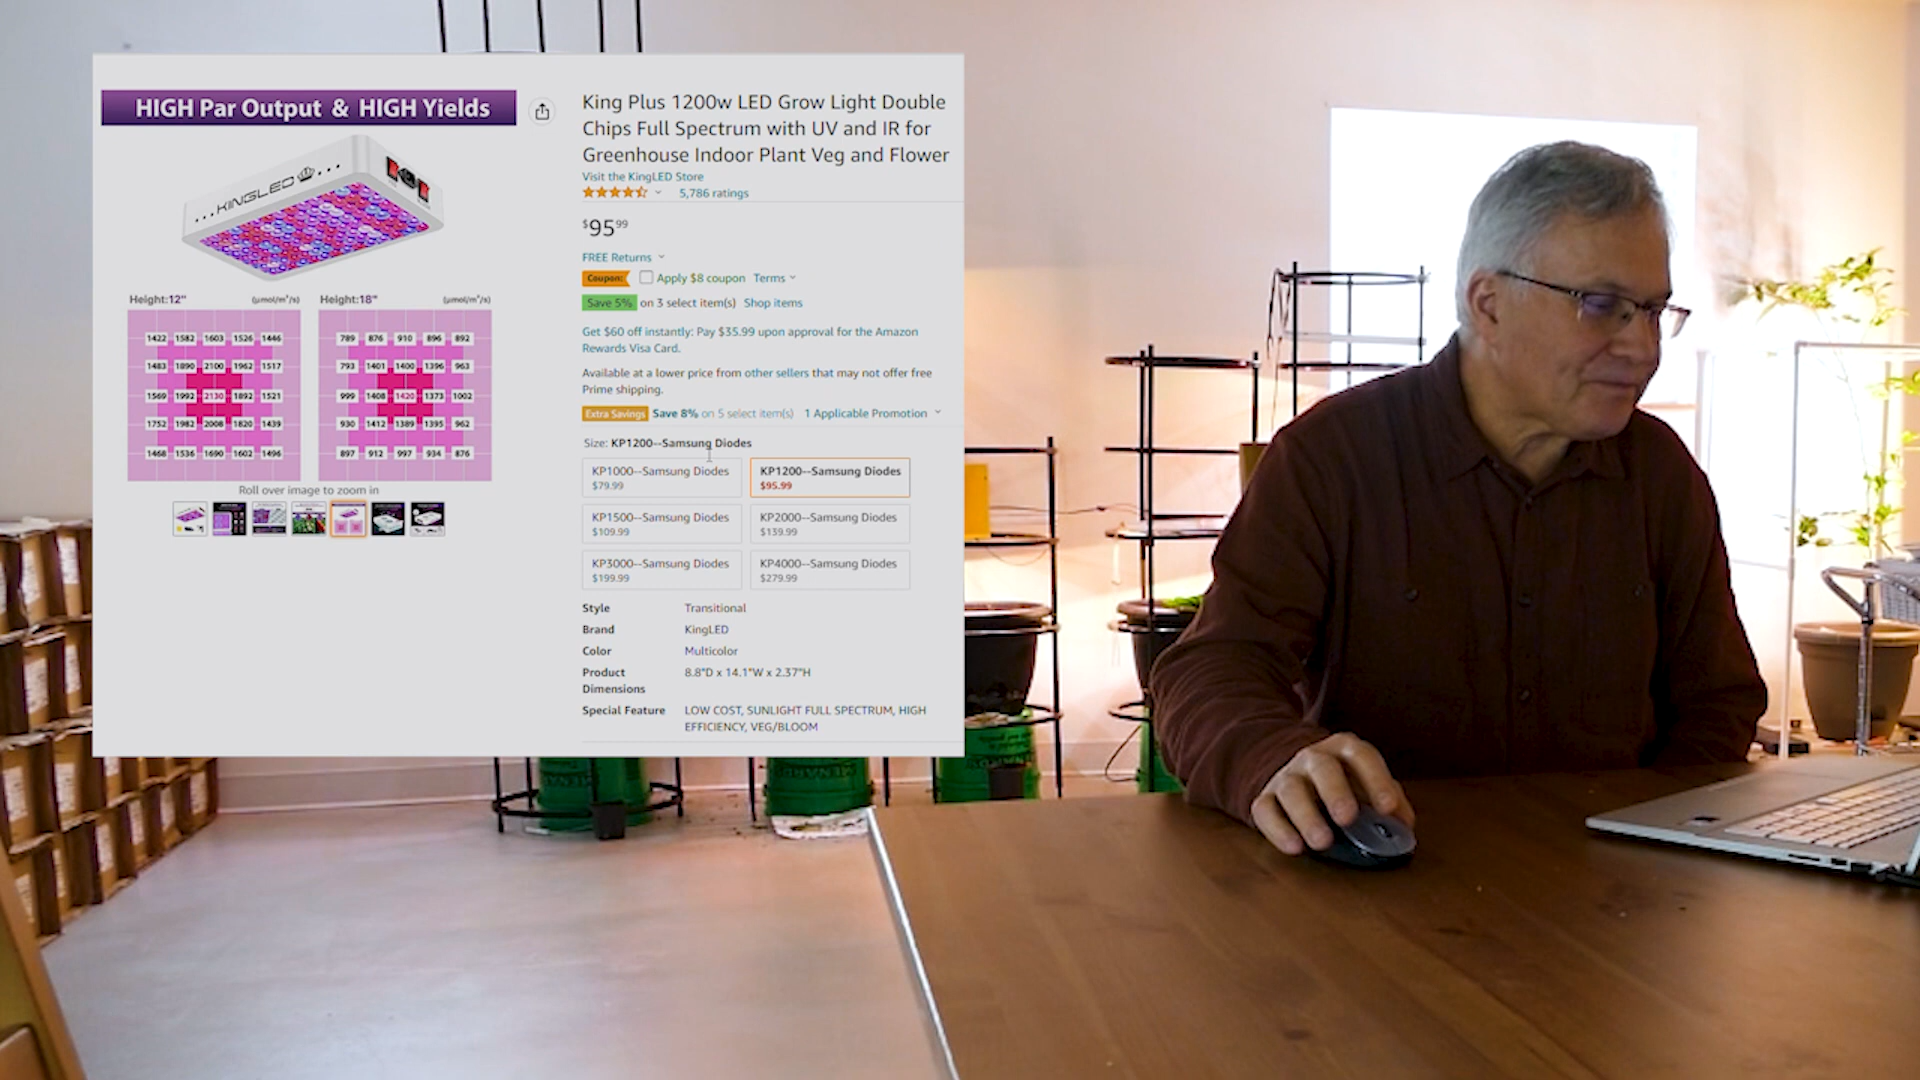 HIGH Par Output & HIGH Yields
...KINGLED...
Height:12" (μmol/m²/s)
1422 1582 1603 1526 1446
1483 1890 2100 1962 1517
1569 1992 2130 1892 1521
1752 1982 2008 1820 1439
1468 1536 1690 1602 1496
Height:18" (μmol/m²/s)
789 876 910 896 892
793 1401 1400 1396 963
999 1408 1420 1373 1002
930 1412 1389 1395 962
897 912 997 934 876
Roll over image to zoom in
King Plus 1200w LED Grow Light Double
Chips Full Spectrum with UV and IR for
Greenhouse Indoor Plant Veg and Flower
Visit the KingLED Store
5,786 ratings
$9599
FREE Returns
Coupon: Apply $8 coupon Terms
Save 5% on 3 select item(s) Shop items
Get $60 off instantly: Pay $35.99 upon approval for the Amazon
Rewards Visa Card.
Available at a lower price from other sellers that may not offer free
Prime shipping.
Extra Savings Save 8% on 5 select item(s) 1 Applicable Promotion
Size: KP1200--Samsung Diodes
KP1000--Samsung Diodes
$79.99
KP1200--Samsung Diodes
$95.99
KP1500--Samsung Diodes
$109.99
KP2000--Samsung Diodes
$139.99
KP3000--Samsung Diodes
$199.99
KP4000--Samsung Diodes
$279.99
Style Transitional
Brand KingLED
Color Multicolor
Product Dimensions 8.8"D x 14.1"W x 2.37"H
Special Feature LOW COST, SUNLIGHT FULL SPECTRUM, HIGH
EFFICIENCY, VEG/BLOOM
MENARDS